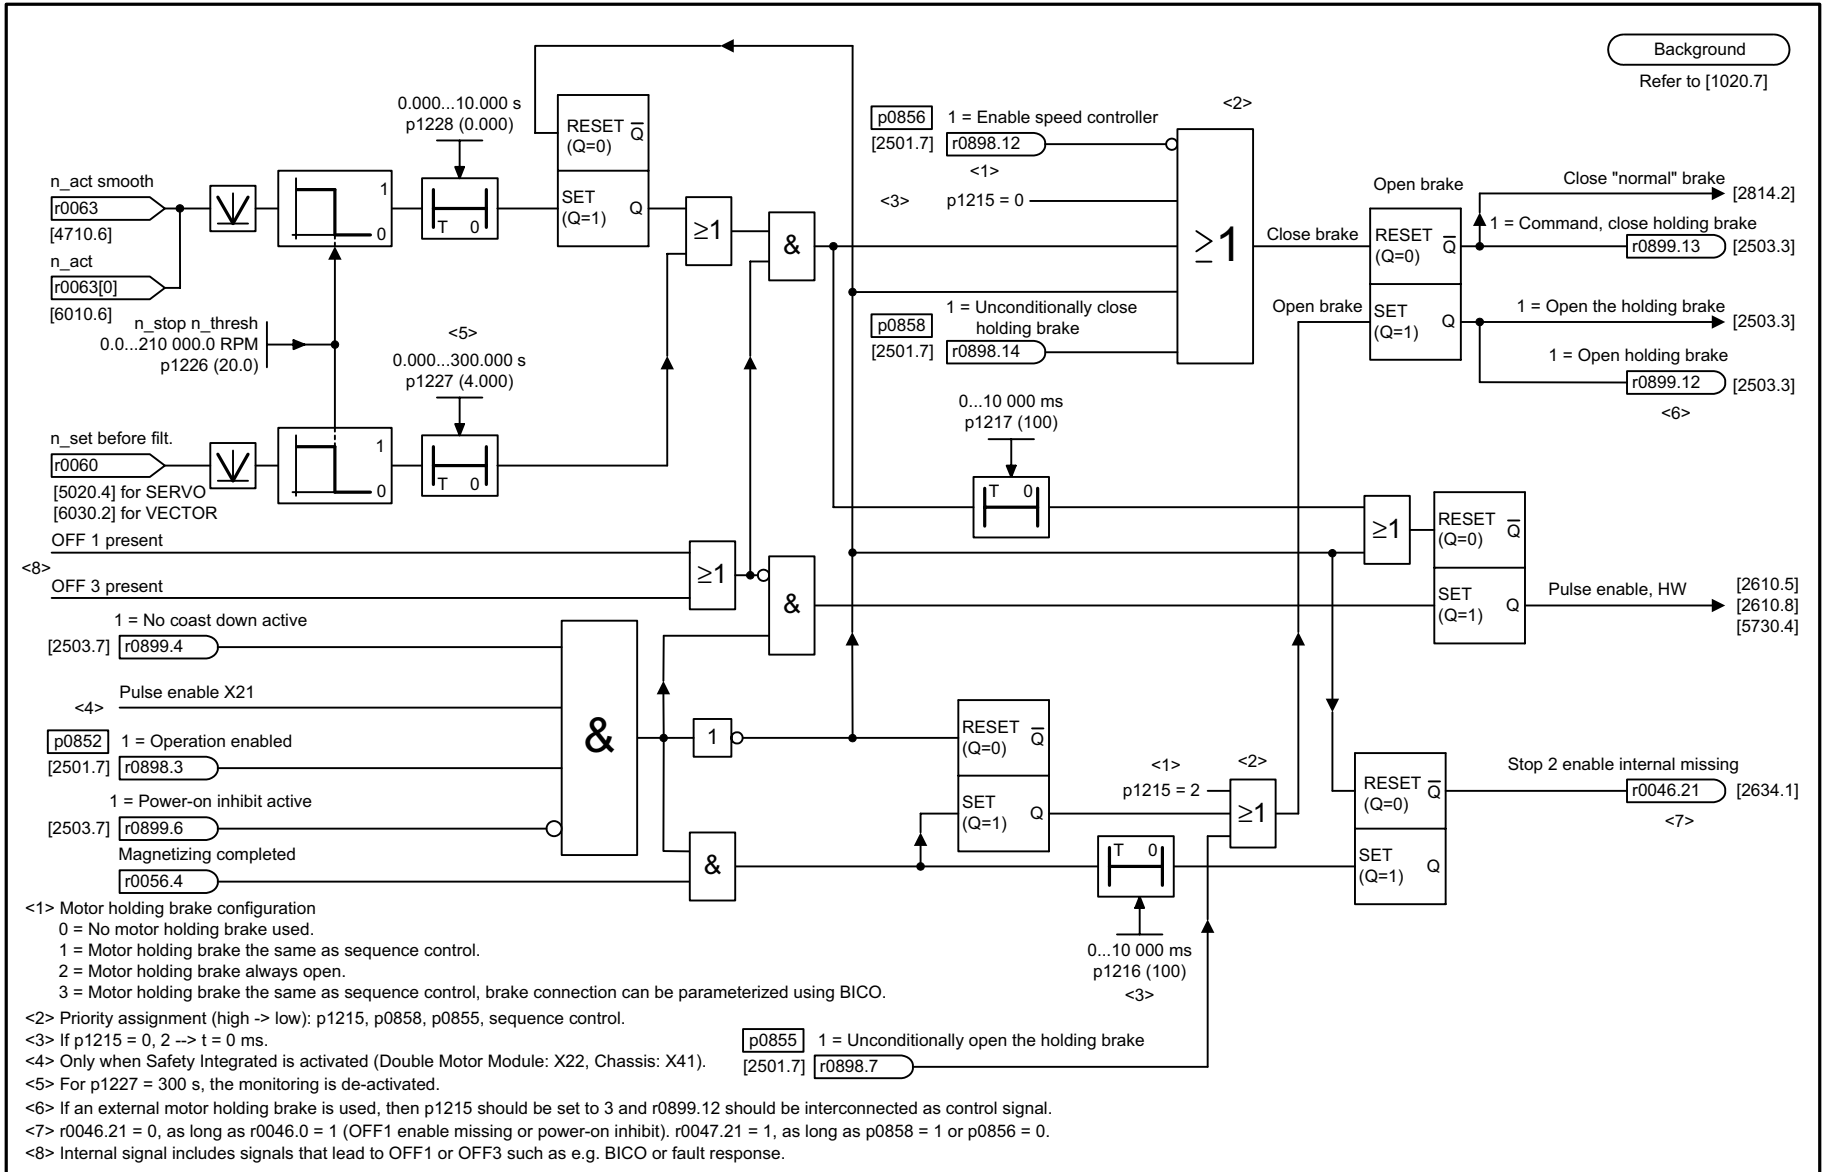 Background
Refer to [1020.7]
0.000...10.000 s
p1228 (0.000)
RESET Q
(Q=0)
SET
(Q=1) Q
n_act smooth
r0063
[4710.6]
n_act
r0063[0]
[6010.6]
1
0
T 0
n_stop n_thresh
0.0...210 000.0 RPM
p1226 (20.0)
<5>
0.000...300.000 s
p1227 (4.000)
n_set before filt.
r0060
[5020.4] for SERVO
[6030.2] for VECTOR
1
0
T 0
≥1
&
p0856 1 = Enable speed controller
[2501.7] r0898.12
<1>
<3> p1215 = 0
<2>
≥1
1 = Unconditionally close
holding brake
p0858
[2501.7] r0898.14
Close brake
Open brake
Open brake
RESET Q
(Q=0)
SET
(Q=1) Q
Close "normal" brake
[2814.2]
1 = Command, close holding brake
r0899.13 [2503.3]
1 = Open the holding brake
[2503.3]
1 = Open holding brake
r0899.12 [2503.3]
<6>
0...10 000 ms
p1217 (100)
T 0
OFF 1 present
<8>
OFF 3 present
≥1
&
≥1
RESET Q
(Q=0)
SET
(Q=1) Q
Pulse enable, HW
[2610.5]
[2610.8]
[5730.4]
1 = No coast down active
[2503.7] r0899.4
Pulse enable X21
<4>
p0852 1 = Operation enabled
[2501.7] r0898.3
1 = Power-on inhibit active
[2503.7] r0899.6
Magnetizing completed
r0056.4
&
1
&
RESET Q
(Q=0)
SET
(Q=1) Q
<1>
p1215 = 2
<2>
≥1
T 0
0...10 000 ms
p1216 (100)
<3>
RESET Q
(Q=0)
SET
(Q=1) Q
Stop 2 enable internal missing
r0046.21 [2634.1]
<7>
p0855 1 = Unconditionally open the holding brake
[2501.7] r0898.7
<1> Motor holding brake configuration
0 = No motor holding brake used.
1 = Motor holding brake the same as sequence control.
2 = Motor holding brake always open.
3 = Motor holding brake the same as sequence control, brake connection can be parameterized using BICO.
<2> Priority assignment (high -> low): p1215, p0858, p0855, sequence control.
<3> If p1215 = 0, 2 --> t = 0 ms.
<4> Only when Safety Integrated is activated (Double Motor Module: X22, Chassis: X41).
<5> For p1227 = 300 s, the monitoring is de-activated.
<6> If an external motor holding brake is used, then p1215 should be set to 3 and r0899.12 should be interconnected as control signal.
<7> r0046.21 = 0, as long as r0046.0 = 1 (OFF1 enable missing or power-on inhibit). r0047.21 = 1, as long as p0858 = 1 or p0856 = 0.
<8> Internal signal includes signals that lead to OFF1 or OFF3 such as e.g. BICO or fault response.